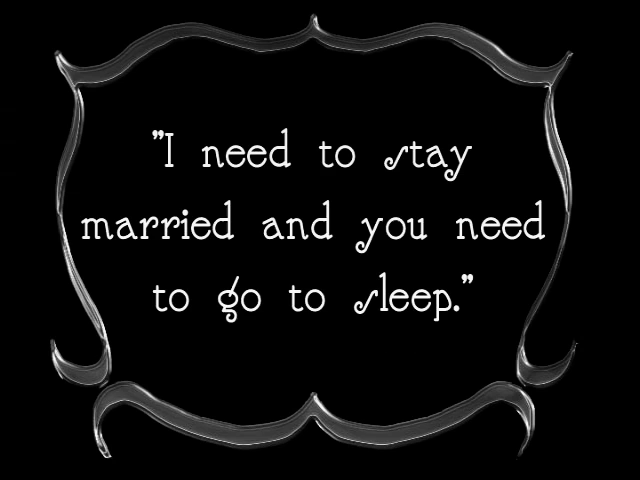 "I need to stay
married and you need
to go to sleep."